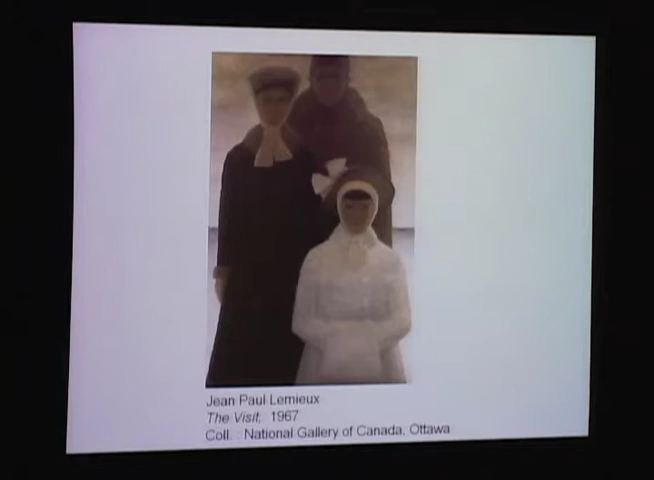 Jean Paul Lemieux
The Visit, 1967
Coll. : National Gallery of Canada, Ottawa